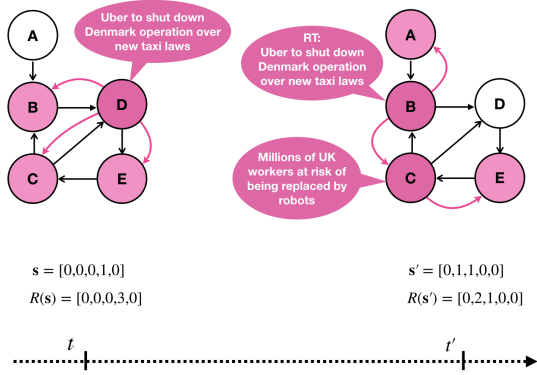 Uber to shut down
Denmark operation over
new taxi laws
A
B
D
C
E
s = [0,0,0,1,0]
R(s) = [0,0,0,3,0]
RT:
Uber to shut down
Denmark operation
over new taxi laws
Millions of UK
workers at risk of
being replaced by
robots
A
B
D
C
E
s′ = [0,1,1,0,0]
R(s′) = [0,2,1,0,0]
t
t′